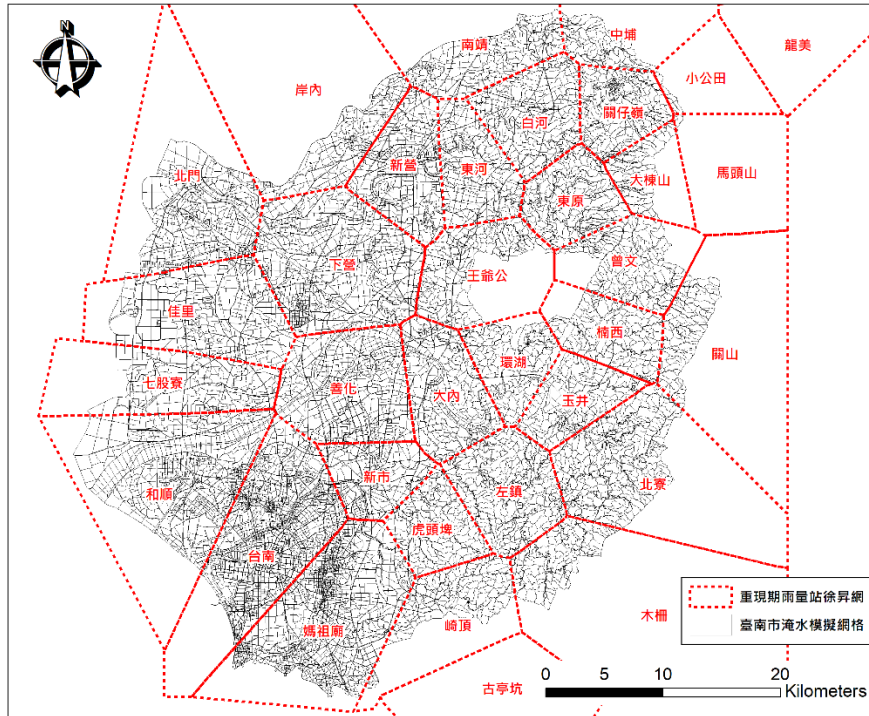 N
南靖
中埔
龍美
小公田
岸內
白河
關仔嶺
新營
東河
大棟山
馬頭山
北門
東原
下營
王爺公
曾文
佳里
楠西
環湖
關山
七股寮
善化
大內
玉井
新市
左鎮
北寮
和順
虎頭埤
台南
木柵
媽祖廟
崎頂
古亭坑
重現期雨量站徐昇網
臺南市淹水模擬網格
0 5 10 20
Kilometers